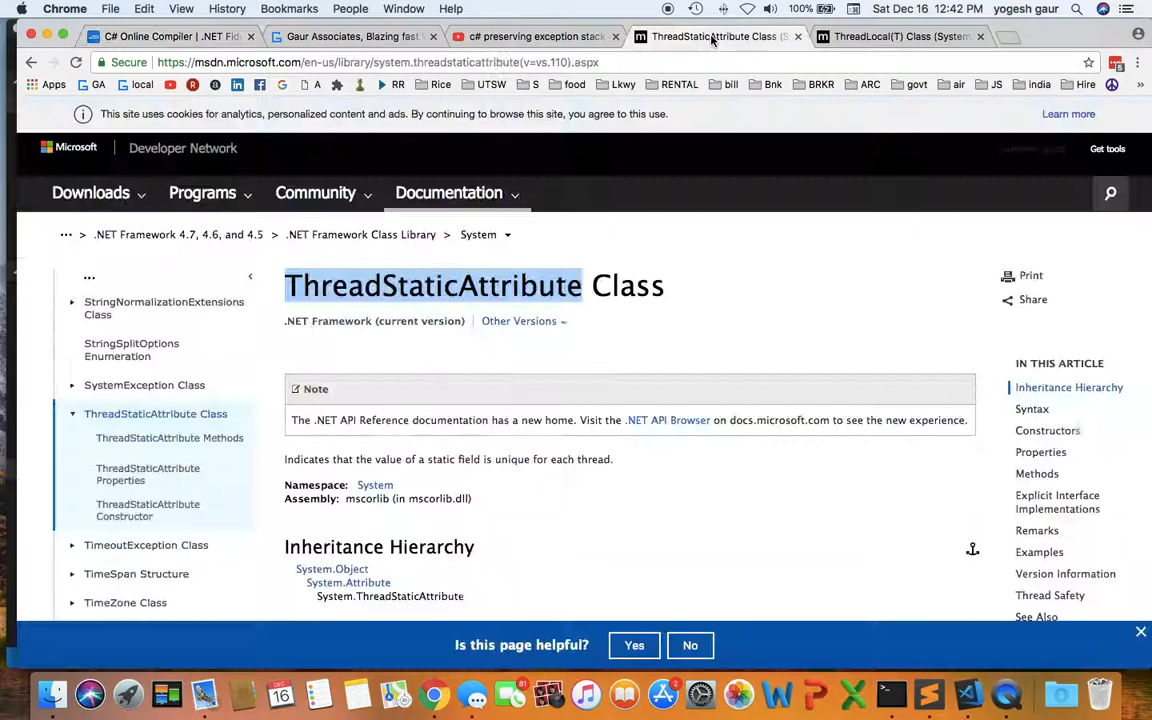 Chrome File Edit View History Bookmarks People Window Help 100% Sat Dec 16 12:42 PM yogesh gaur
C# Online Compiler | .NET Fid
Gaur Associates, Blazing fast
c# preserving exception stack
ThreadStaticAttribute Class (S
ThreadLocal(T) Class (System.
Secure https://msdn.microsoft.com/en-us/library/system.threadstaticattribute(v=vs.110).aspx
Apps GA local RR Rice UTSW S food Lkwy RENTAL bill Bnk BRKR ARC govt air JS india Hire »
This site uses cookies for analytics, personalized content and ads. By continuing to browse this site, you agree to this use. Learn more
Microsoft Developer Network Get tools
Downloads Programs Community Documentation
... > .NET Framework 4.7, 4.6, and 4.5 > .NET Framework Class Library > System
...
StringNormalizationExtensions
Class
StringSplitOptions
Enumeration
SystemException Class
ThreadStaticAttribute Class
ThreadStaticAttribute Methods
ThreadStaticAttribute
Properties
ThreadStaticAttribute
Constructor
TimeoutException Class
TimeSpan Structure
TimeZone Class
ThreadStaticAttribute Class
.NET Framework (current version) Other Versions
Note
The .NET API Reference documentation has a new home. Visit the .NET API Browser on docs.microsoft.com to see the new experience.
Indicates that the value of a static field is unique for each thread.
Namespace: System
Assembly: mscorlib (in mscorlib.dll)
Inheritance Hierarchy
System.Object
System.Attribute
System.ThreadStaticAttribute
Print
Share
IN THIS ARTICLE
Inheritance Hierarchy
Syntax
Constructors
Properties
Methods
Explicit Interface
Implementations
Remarks
Examples
Version Information
Thread Safety
See Also
Is this page helpful? Yes No
DEC
16
81
2